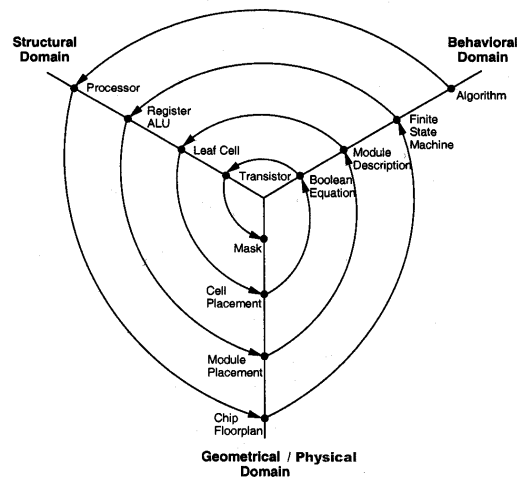 Structural
Domain
Behavioral
Domain
Processor
Algorithm
Register
ALU
Finite
State
Machine
Leaf Cell
Module
Description
Transistor
Boolean
Equation
Mask
Cell
Placement
Module
Placement
Chip
Floorplan
Geometrical / Physical
Domain